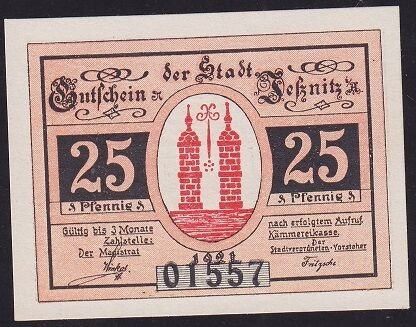 Gutschein der Stadt Jeßnitz i/A.
25 25
Pfennig Pfennig
Gültig bis 3 Monate
Zahlstelle:
Der Magistrat
nach erfolgtem Aufruf
Kämmereikasse.
Der
Stadtverordneten-Vorsteher
Fritzsche
1921
01557